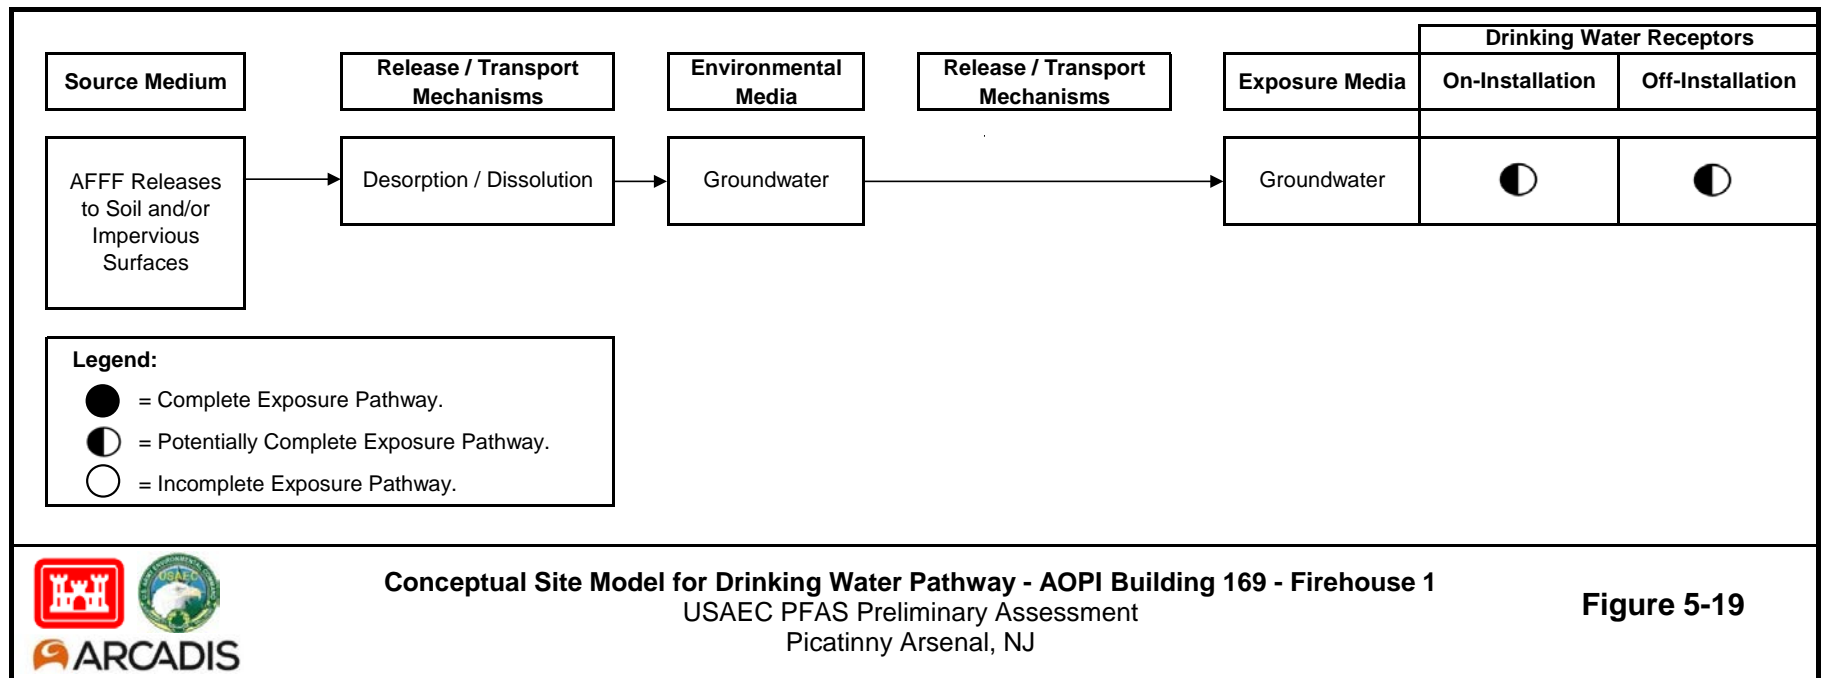 Drinking Water Receptors
Source Medium
Release / Transport
Mechanisms
Environmental
Media
Release / Transport
Mechanisms
Exposure Media
On-Installation
Off-Installation
AFFF Releases
to Soil and/or
Impervious
Surfaces
Desorption / Dissolution
Groundwater
Groundwater
Legend:
= Complete Exposure Pathway.
= Potentially Complete Exposure Pathway.
= Incomplete Exposure Pathway.
USAEC
ARCADIS
Conceptual Site Model for Drinking Water Pathway - AOPI Building 169 - Firehouse 1
USAEC PFAS Preliminary Assessment
Picatinny Arsenal, NJ
Figure 5-19